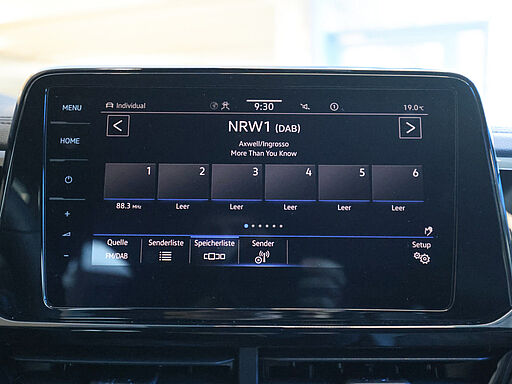 MENU
Individual
9:30
19.0°C
HOME
NRW1 (DAB)
Axwell/Ingrosso
More Than You Know
1 2 3 4 5 6
88.3 MHz Leer Leer Leer Leer Leer
Quelle Senderliste Speicherliste Sender Setup
FM/DAB